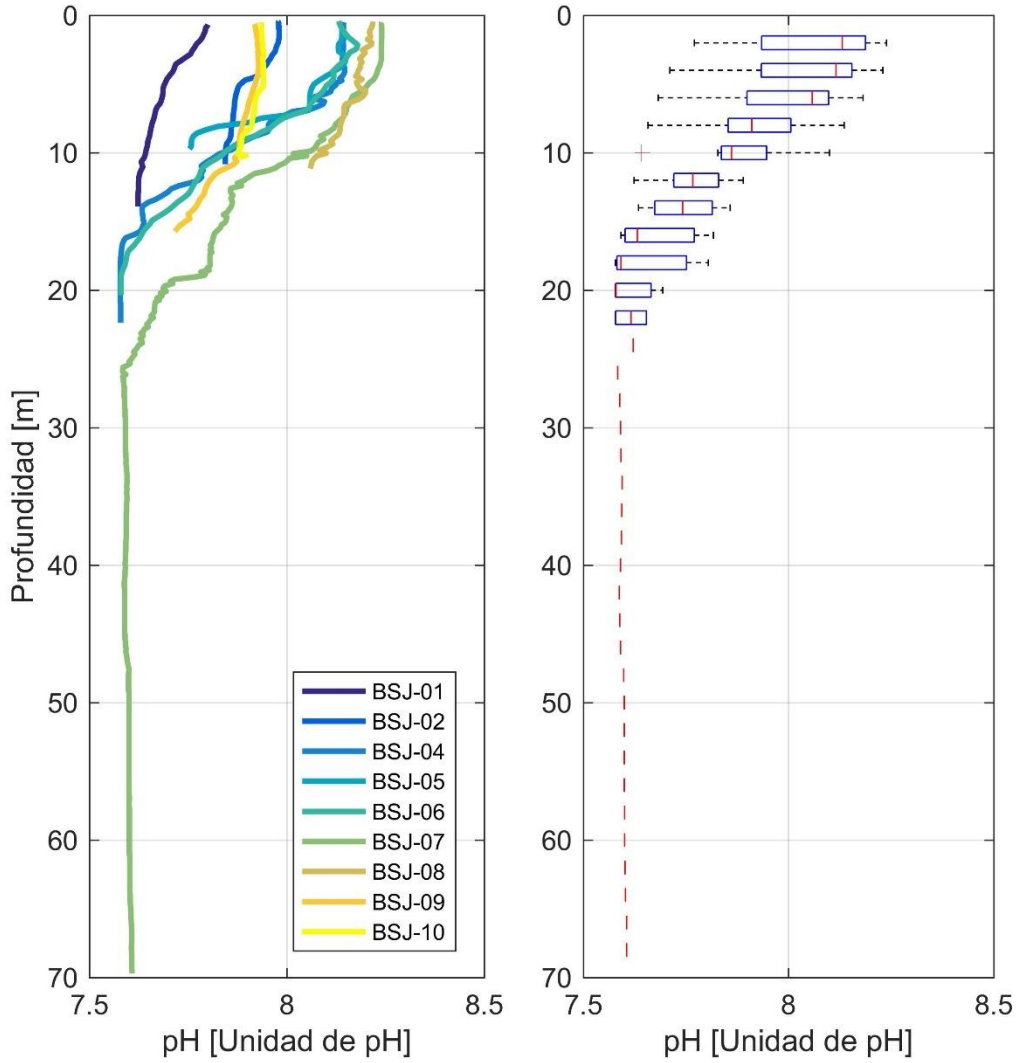 0
10
20
30
40
50
60
70
Profundidad [m]
7.5
8
8.5
pH [Unidad de pH]
BSJ-01
BSJ-02
BSJ-04
BSJ-05
BSJ-06
BSJ-07
BSJ-08
BSJ-09
BSJ-10
0
10
20
30
40
50
60
70
7.5
8
8.5
pH [Unidad de pH]